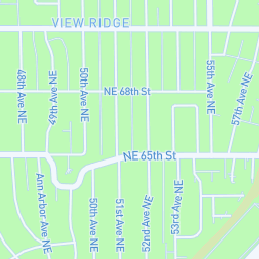 VIEW RIDGE
48th Ave NE
49th Ave NE
50th Ave NE
55th Ave NE
57th Ave NE
NE 68th St
NE 65th St
Ann Arbor Ave NE
50th Ave NE
51st Ave NE
52nd Ave NE
53rd Ave NE